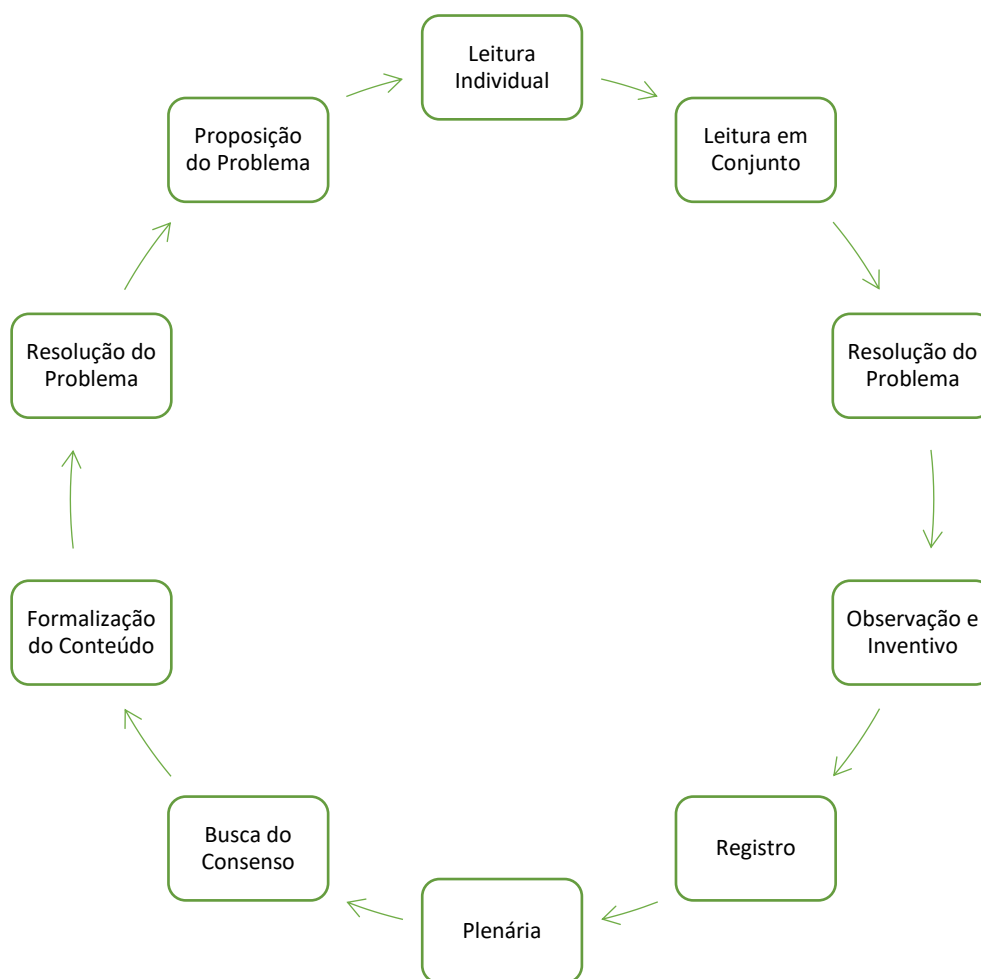 Leitura
Individual
Leitura em
Conjunto
Resolução do
Problema
Observação e
Inventivo
Registro
Plenária
Busca do
Consenso
Formalização
do Conteúdo
Resolução do
Problema
Proposição
do Problema